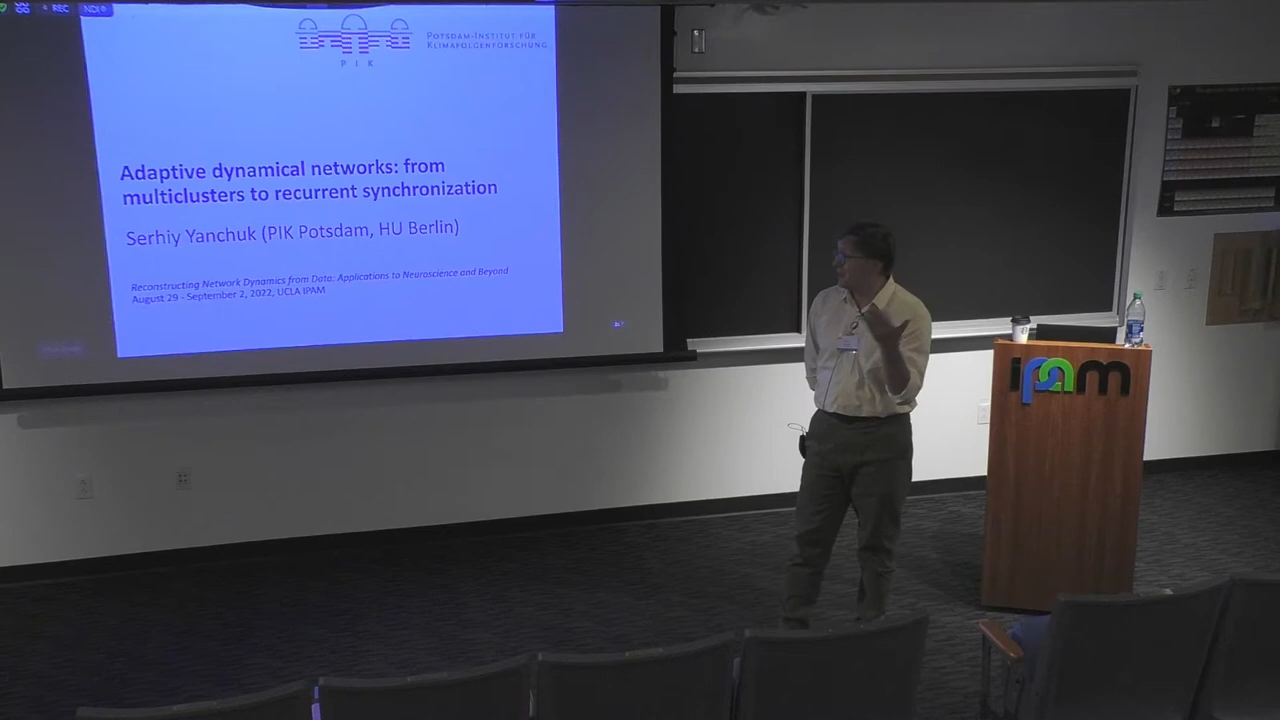 REC
NDI
POTSDAM-INSTITUT FÜR
KLIMAFOLGENFORSCHUNG
P I K
Adaptive dynamical networks: from
multiclusters to recurrent synchronization
Serhiy Yanchuk (PIK Potsdam, HU Berlin)
Reconstructing Network Dynamics from Data: Applications to Neuroscience and Beyond
August 29 - September 2, 2022, UCLA IPAM
ipam